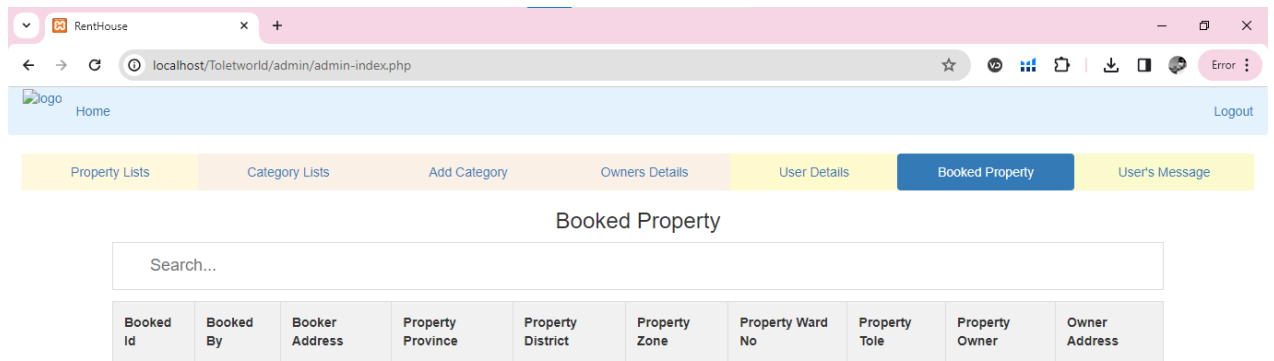 RentHouse
localhost/Toletworld/admin/admin-index.php
Error
logo
Home
Logout
Property Lists Category Lists Add Category Owners Details User Details Booked Property User's Message
Booked Property
Search...
Booked Id Booked By Booker Address Property Province Property District Property Zone Property Ward No Property Tole Property Owner Owner Address